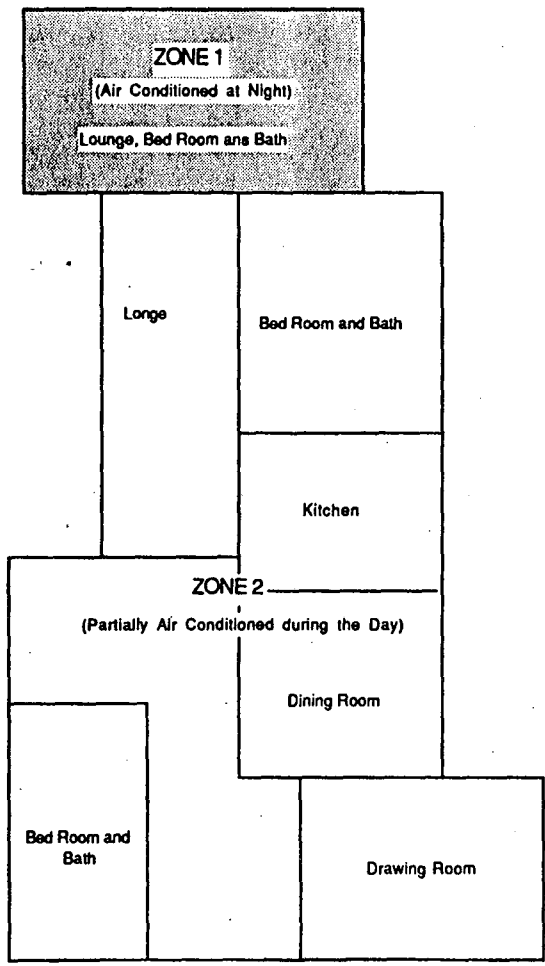 ZONE 1
(Air Conditioned at Night)
Lounge, Bed Room ans Bath
Longe
Bed Room and Bath
Kitchen
ZONE 2
(Partially Air Conditioned during the Day)
Dining Room
Bed Room and
Bath
Drawing Room